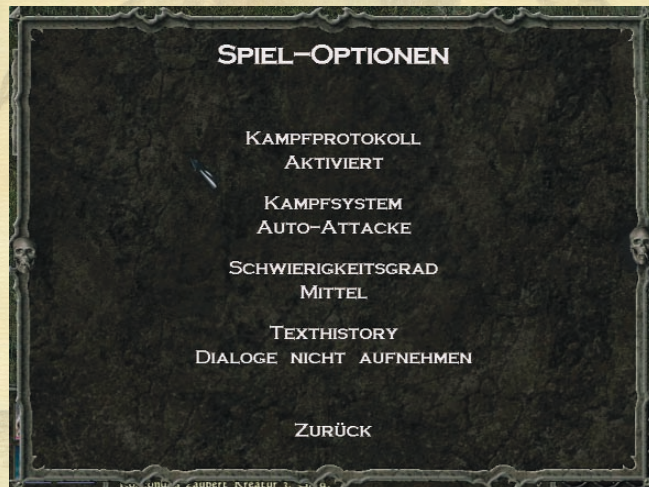 Spiel-Optionen
Kampfprotokoll
Aktiviert
Kampfsystem
Auto-Attacke
Schwierigkeitsgrad
Mittel
Texthistory
Dialoge nicht aufnehmen
Zurück